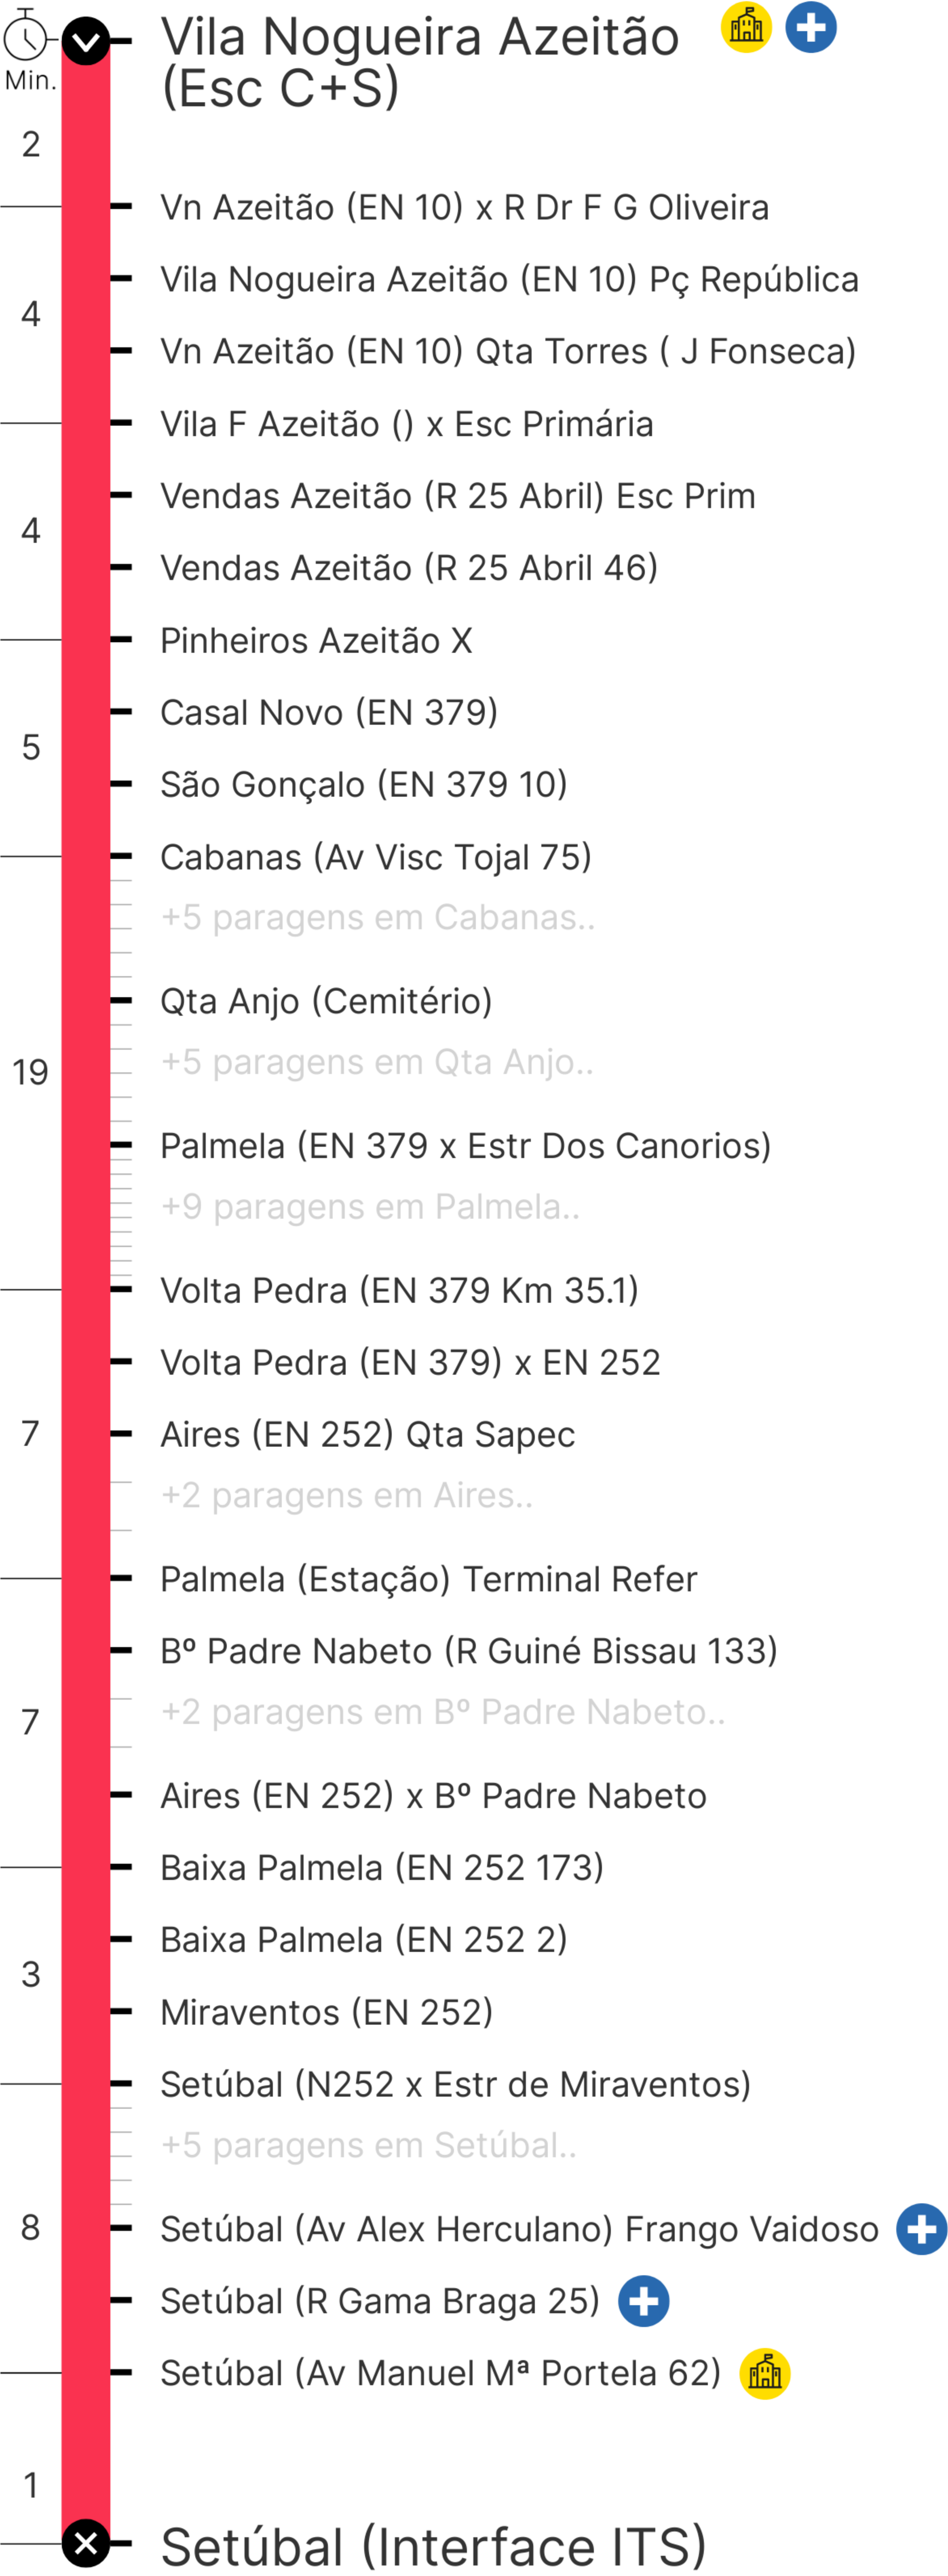 Vila Nogueira Azeitão
(Esc C+S)
Min.
2
Vn Azeitão (EN 10) x R Dr F G Oliveira
Vila Nogueira Azeitão (EN 10) Pç República
4
Vn Azeitão (EN 10) Qta Torres ( J Fonseca)
Vila F Azeitão () x Esc Primária
Vendas Azeitão (R 25 Abril) Esc Prim
4
Vendas Azeitão (R 25 Abril 46)
Pinheiros Azeitão X
Casal Novo (EN 379)
5
São Gonçalo (EN 379 10)
Cabanas (Av Visc Tojal 75)
+5 paragens em Cabanas..
Qta Anjo (Cemitério)
+5 paragens em Qta Anjo..
19
Palmela (EN 379 x Estr Dos Canorios)
+9 paragens em Palmela..
Volta Pedra (EN 379 Km 35.1)
Volta Pedra (EN 379) x EN 252
7
Aires (EN 252) Qta Sapec
+2 paragens em Aires..
Palmela (Estação) Terminal Refer
Bº Padre Nabeto (R Guiné Bissau 133)
+2 paragens em Bº Padre Nabeto..
7
Aires (EN 252) x Bº Padre Nabeto
Baixa Palmela (EN 252 173)
Baixa Palmela (EN 252 2)
3
Miraventos (EN 252)
Setúbal (N252 x Estr de Miraventos)
+5 paragens em Setúbal..
8
Setúbal (Av Alex Herculano) Frango Vaidoso
Setúbal (R Gama Braga 25)
Setúbal (Av Manuel Mª Portela 62)
1
Setúbal (Interface ITS)